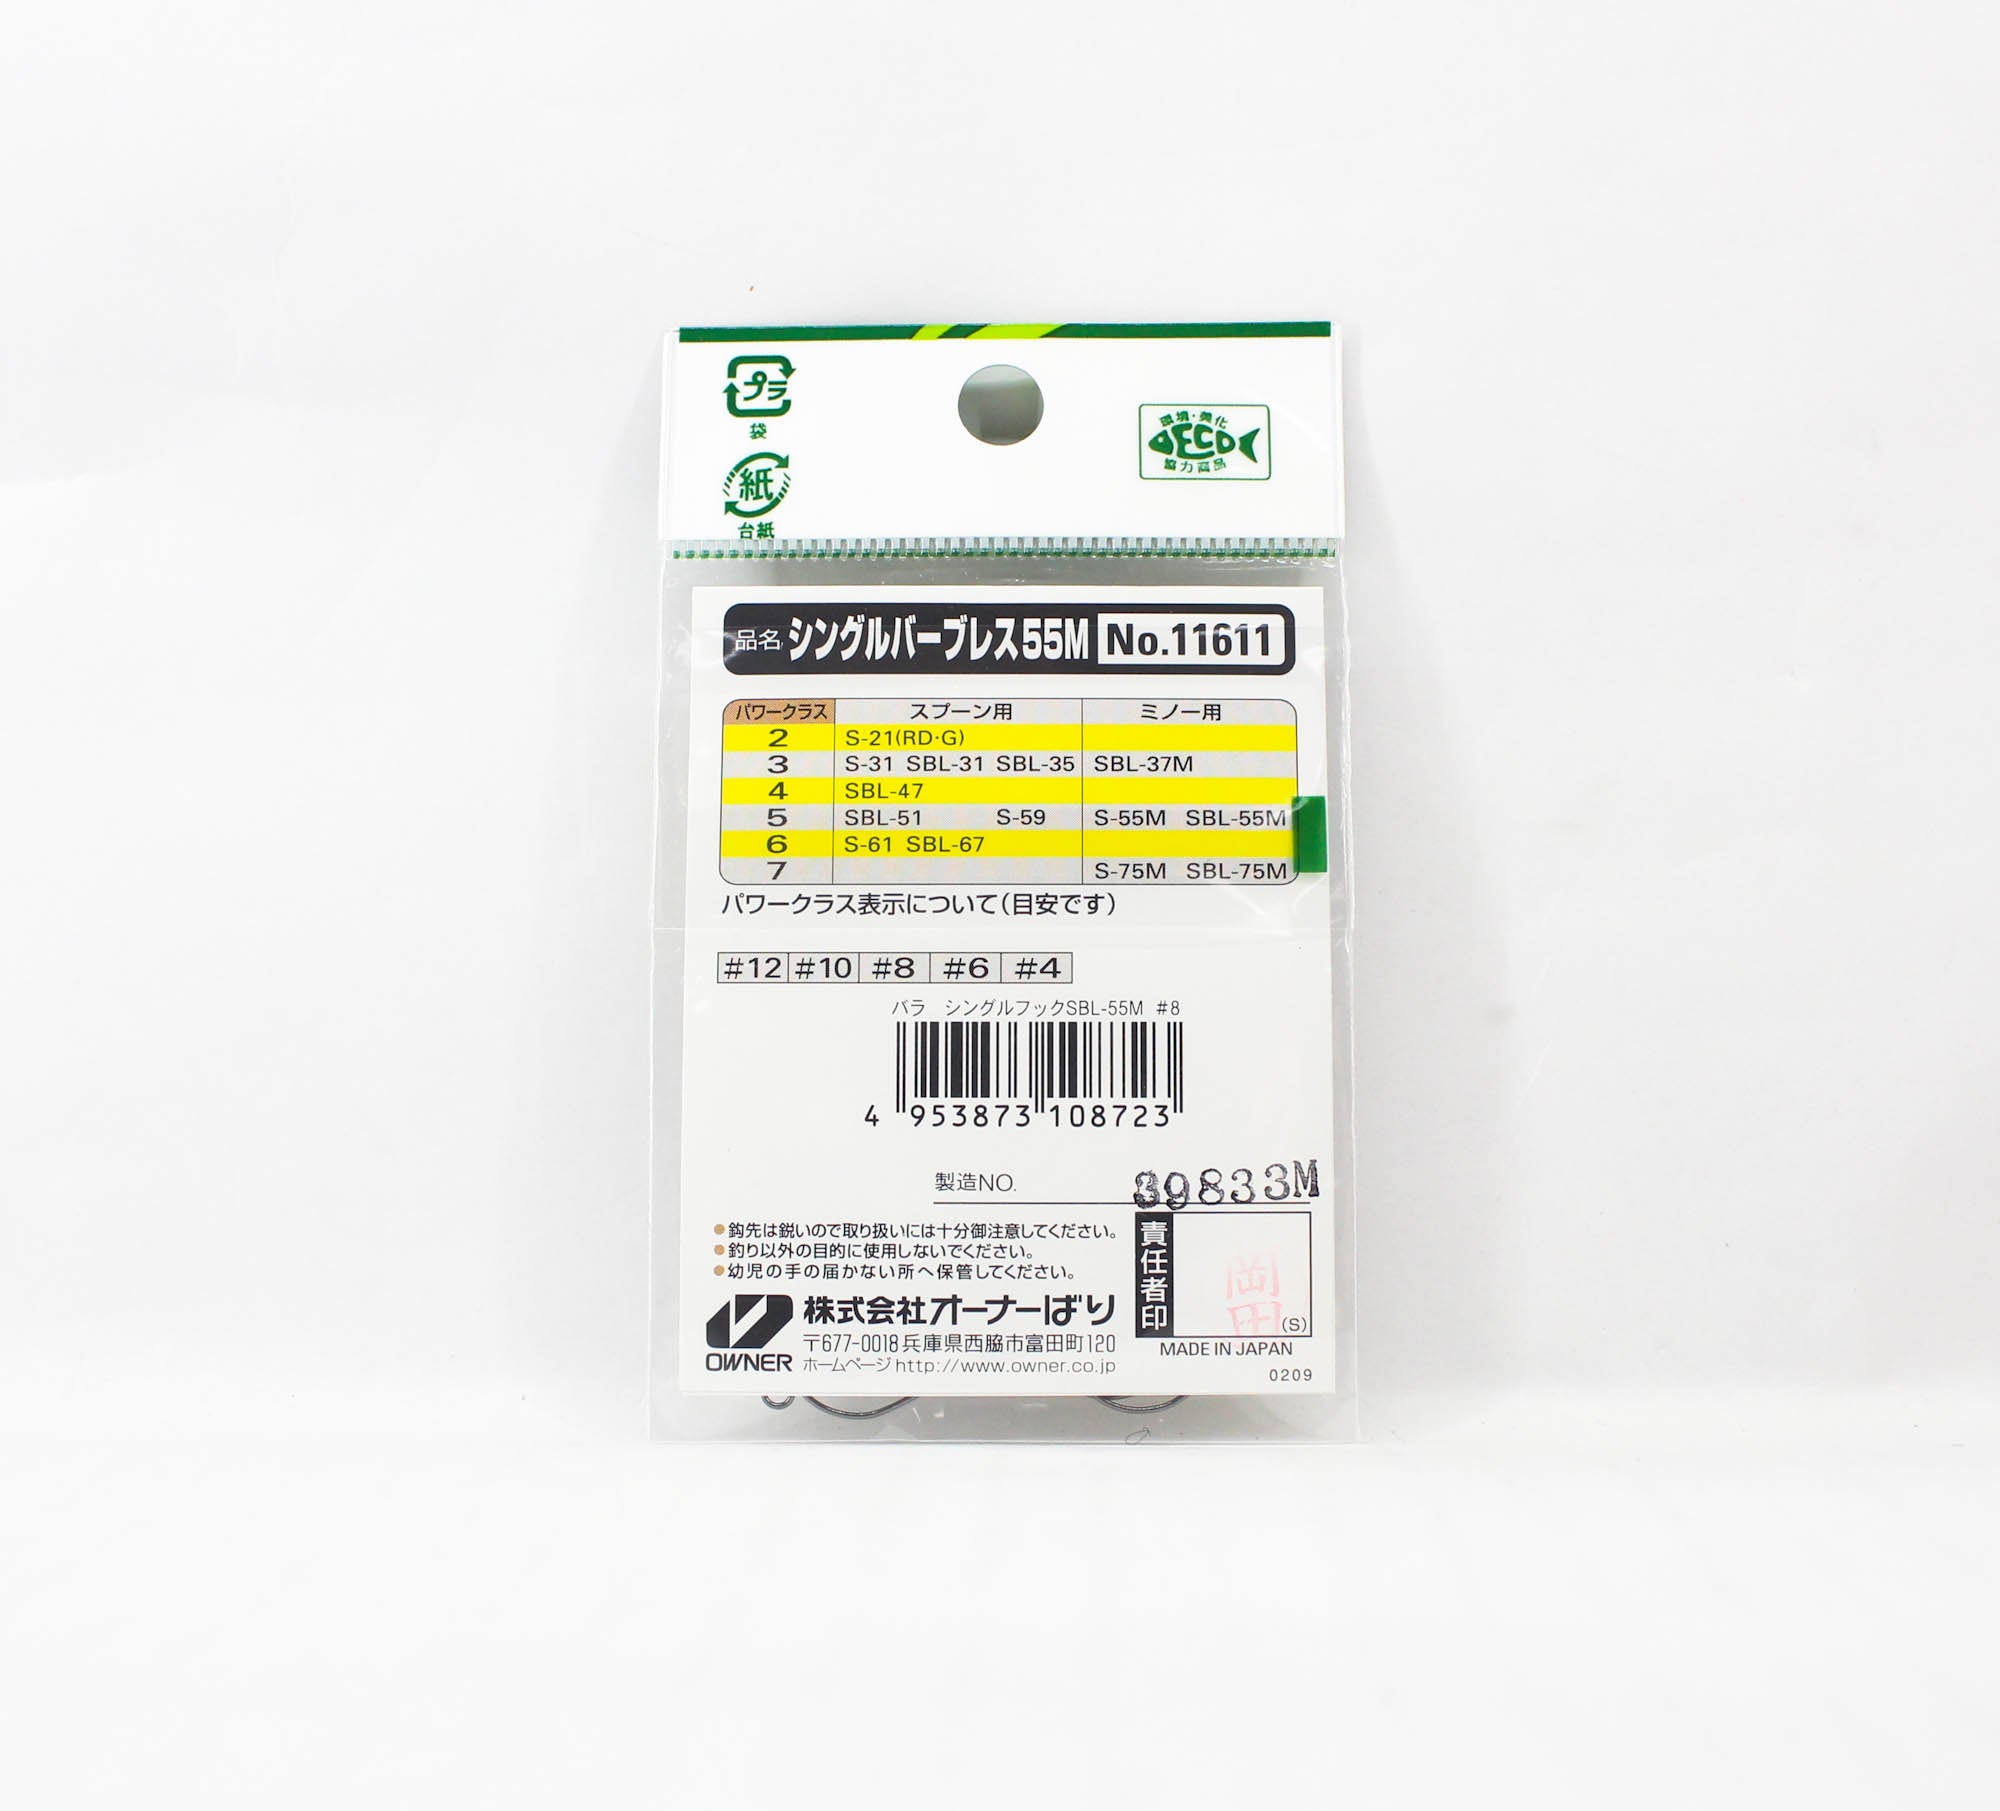 プラ
袋
紙
台紙
環境・美化
ECO
協力商品
品名 シングルバーブレス55M No.11611
パワークラス スプーン用 ミノー用
2 S-21(RD·G)
3 S-31 SBL-31 SBL-35 SBL-37M
4 SBL-47
5 SBL-51 S-59 S-55M SBL-55M
6 S-61 SBL-67
7 S-75M SBL-75M
パワークラス表示について(目安です)
#12 #10 #8 #6 #4
バラ シングルフックSBL-55M #8
4 953873 108723
製造NO. 39833M
●鈎先は鋭いので取り扱いには十分御注意してください。
●釣り以外の目的に使用しないでください。
●幼児の手の届かない所へ保管してください。
責任者印
岡田
(S)
OWNER
株式会社オーナーばり
〒677-0018 兵庫県西脇市富田町120
ホームページ http://www.owner.co.jp
MADE IN JAPAN
0209